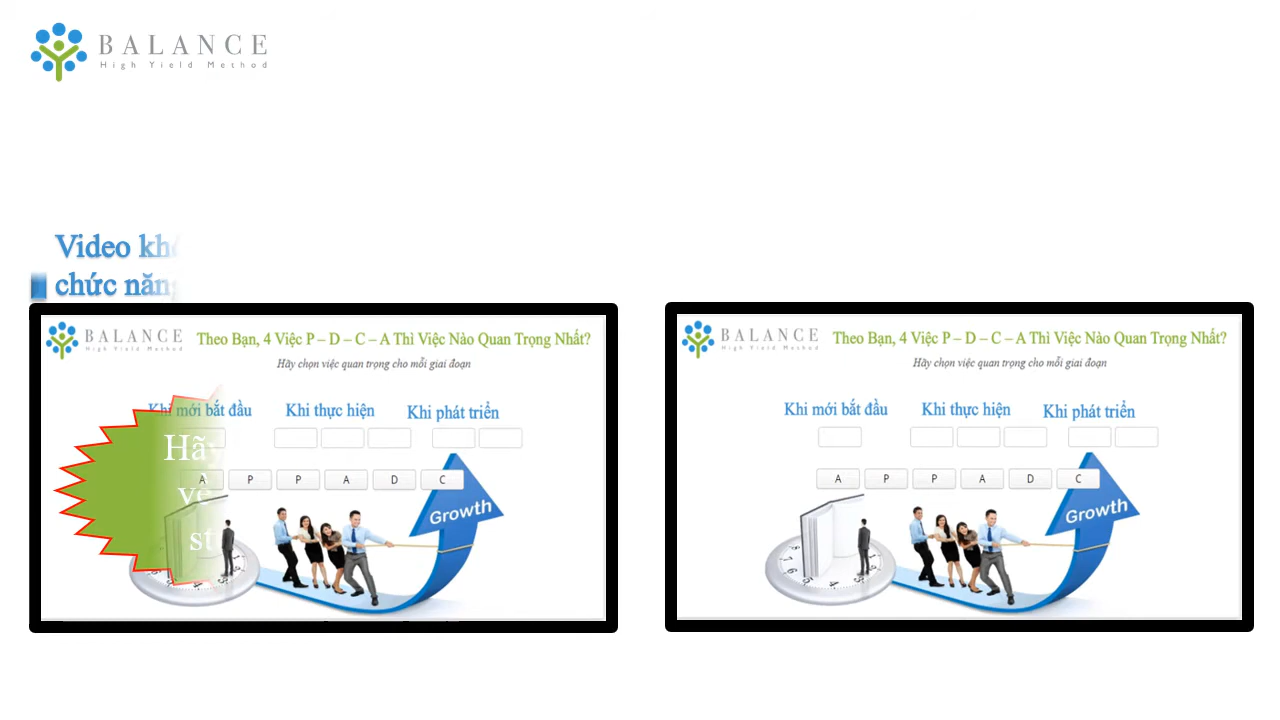 BALANCE
High Yield Method
Video
chức
BALANCE
High Yield Method
Theo Bạn, 4 Việc P – D – C – A Thì Việc Nào Quan Trọng Nhất?
Hãy chọn việc quan trọng cho mỗi giai đoạn
Khi mới bắt đầu Khi thực hiện Khi phát triển
A P P A D C
Growth
BALANCE
High Yield Method
Theo Bạn, 4 Việc P – D – C – A Thì Việc Nào Quan Trọng Nhất?
Hãy chọn việc quan trọng cho mỗi giai đoạn
Khi mới bắt đầu Khi thực hiện Khi phát triển
A P P A D C
Growth